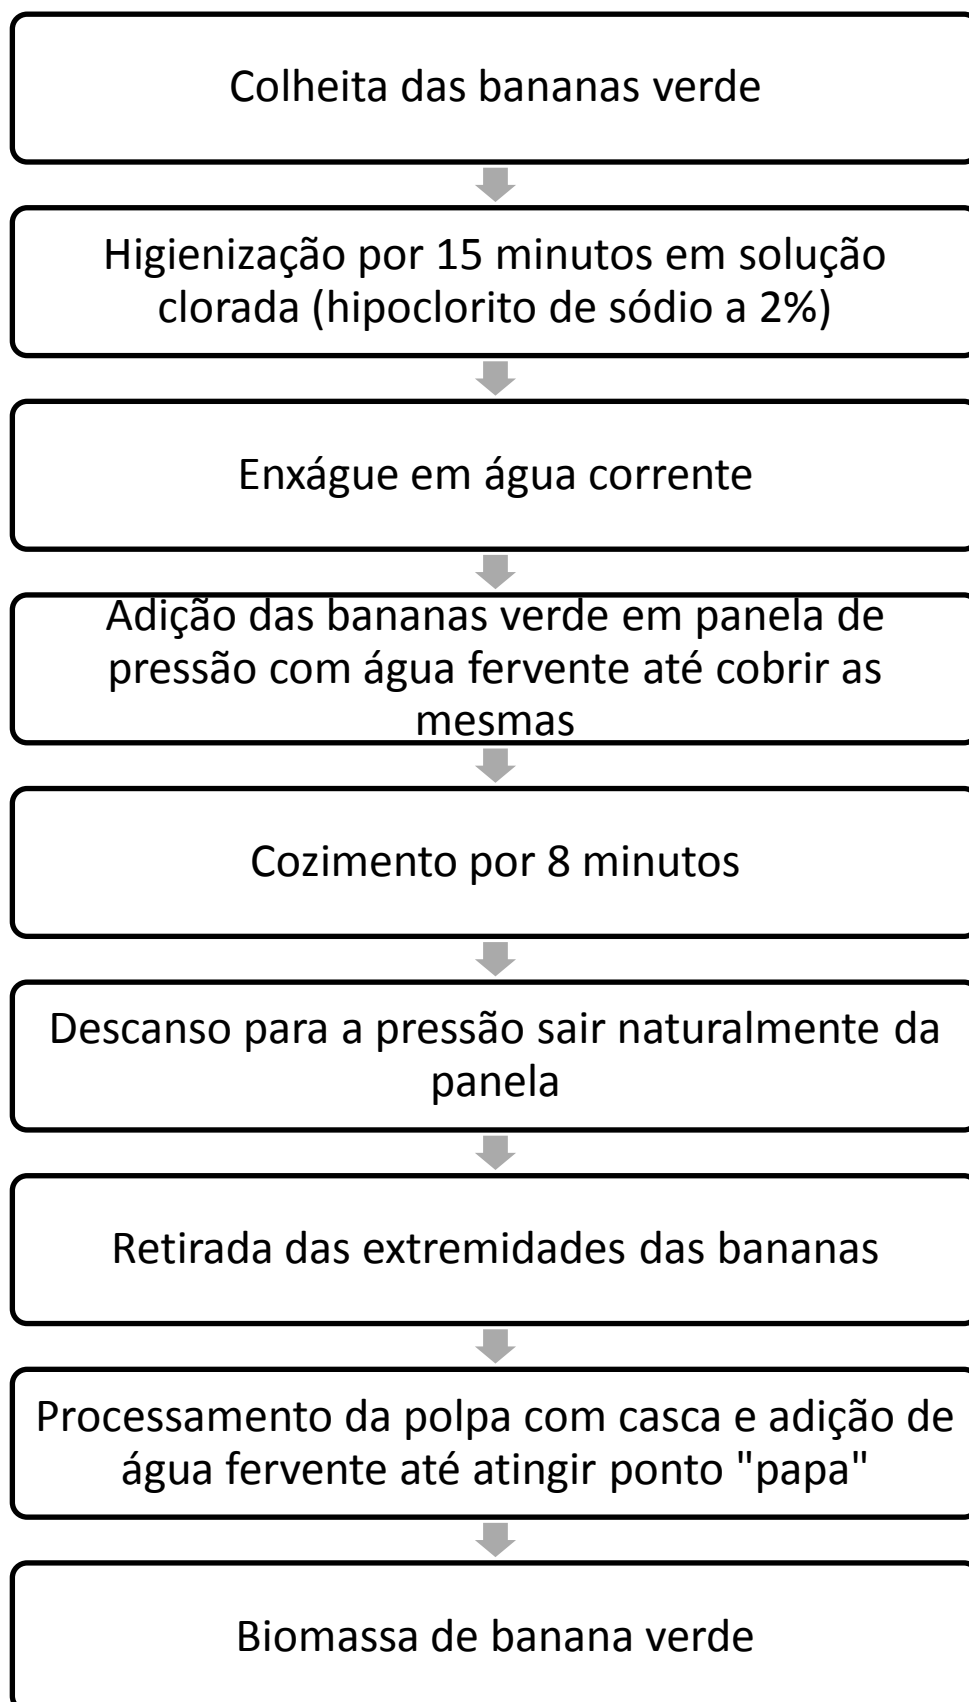 Colheita das bananas verde
Higienização por 15 minutos em solução
clorada (hipoclorito de sódio a 2%)
Enxágue em água corrente
Adição das bananas verde em panela de
pressão com água fervente até cobrir as
mesmas
Cozimento por 8 minutos
Descanso para a pressão sair naturalmente da
panela
Retirada das extremidades das bananas
Processamento da polpa com casca e adição de
água fervente até atingir ponto "papa"
Biomassa de banana verde